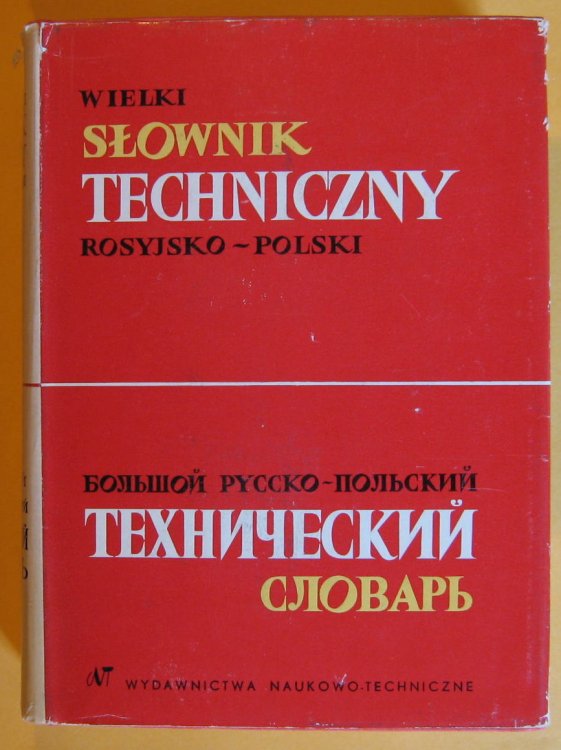 WIELKI
SŁOWNIK
TECHNICZNY
ROSYJSKO~POLSKI
БОЛЬШОЙ РУССКО~ПОЛЬСКИЙ
ТЕХНИЧЕСКИЙ
СЛОВАРЬ
WYDAWNICTWA NAUKOWO-TECHNICZNE